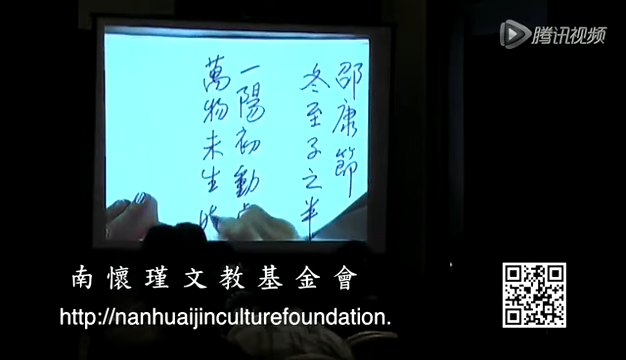 腾讯视频
邵康節
冬至子之半
一陽初動
萬物未生
南懷瑾文教基金會
http://nanhuaijinculturefoundation.